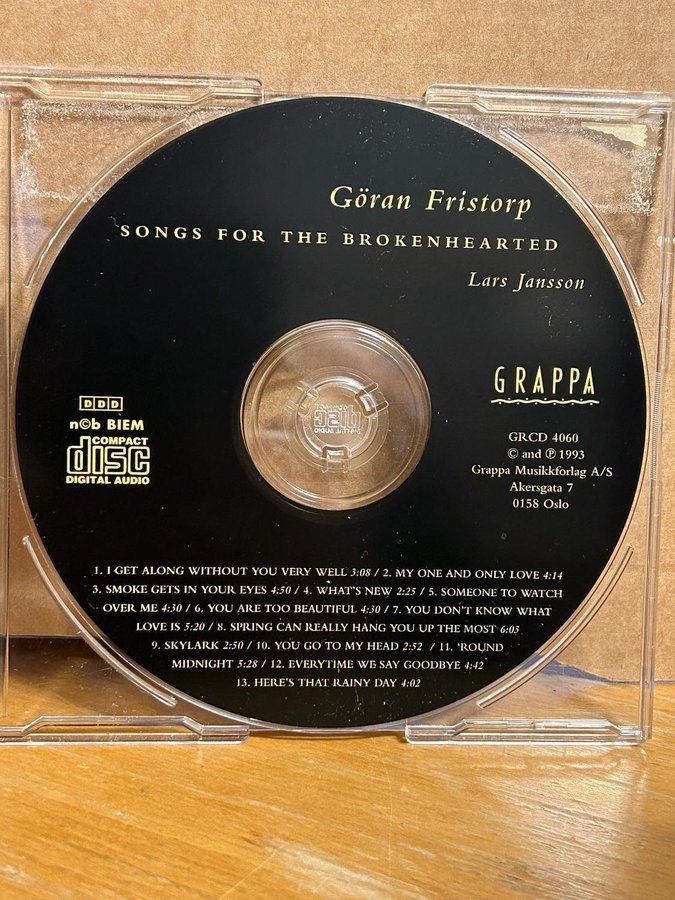 Göran Fristorp
SONGS FOR THE BROKENHEARTED
Lars Jansson
GRAPPA
GRCD 4060
© and ℗ 1993
Grappa Musikkforlag A/S
Akersgata 7
0158 Oslo
DDD
n©b BIEM
COMPACT
disc
DIGITAL AUDIO
1. I GET ALONG WITHOUT YOU VERY WELL 3:08 / 2. MY ONE AND ONLY LOVE 4:14
3. SMOKE GETS IN YOUR EYES 4:50 / 4. WHAT'S NEW 2:25 / 5. SOMEONE TO WATCH
OVER ME 4:30 / 6. YOU ARE TOO BEAUTIFUL 4:30 / 7. YOU DON'T KNOW WHAT
LOVE IS 5:20 / 8. SPRING CAN REALLY HANG YOU UP THE MOST 6:05
9. SKYLARK 2:50 / 10. YOU GO TO MY HEAD 2:52 / 11. 'ROUND
MIDNIGHT 5:28 / 12. EVERYTIME WE SAY GOODBYE 4:42
13. HERE'S THAT RAINY DAY 4:02